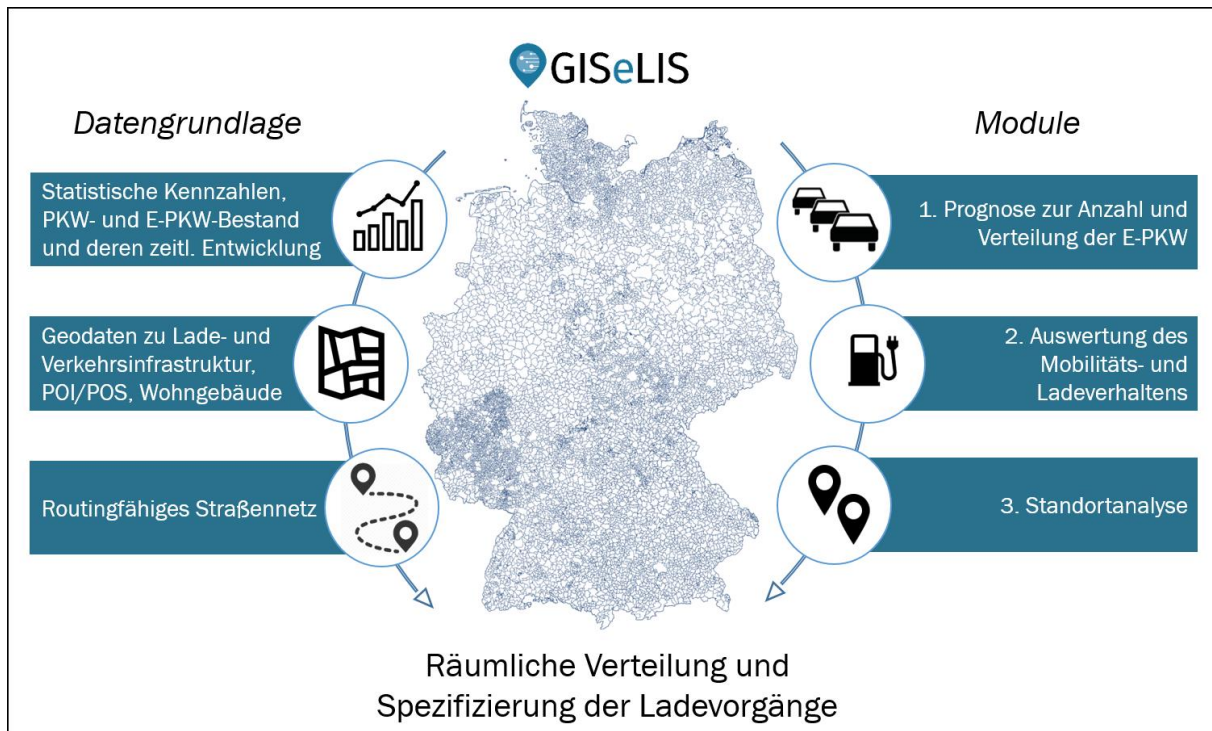 GISeLIS
Datengrundlage
Statistische Kennzahlen,
PKW- und E-PKW-Bestand
und deren zeitl. Entwicklung
Geodaten zu Lade- und
Verkehrsinfrastruktur,
POI/POS, Wohngebäude
Routingfähiges Straßennetz
Module
1. Prognose zur Anzahl und
Verteilung der E-PKW
2. Auswertung des
Mobilitäts- und
Ladeverhaltens
3. Standortanalyse
Räumliche Verteilung und
Spezifizierung der Ladevorgänge